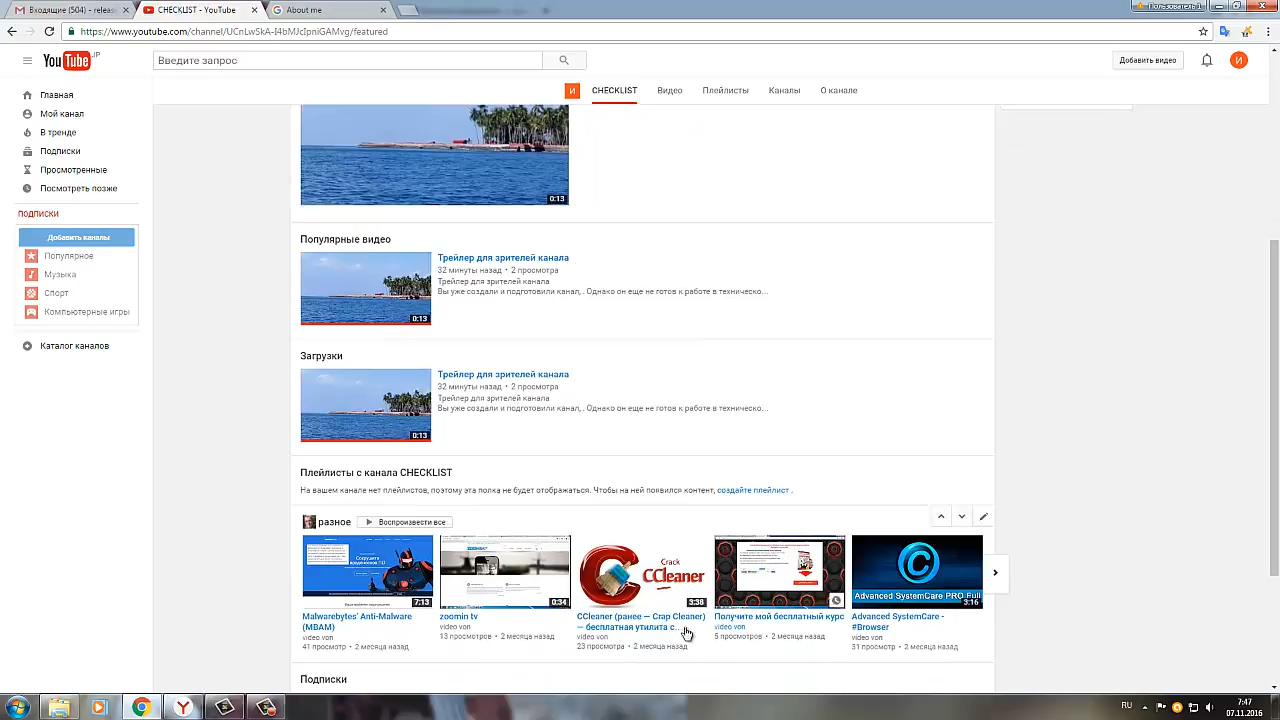 Входящие (504) - releas
CHECKLIST - YouTube
About me
Пользователь 1
https://www.youtube.com/channel/UCnLwSkA-I4bMJcIpniGAMvg/featured
YouTube JP
Введите запрос
Добавить видео
И
И
CHECKLIST
Видео
Плейлисты
Каналы
О канале
Главная
Мой канал
В тренде
Подписки
Просмотренные
Посмотреть позже
ПОДПИСКИ
Добавить каналы
Популярное
Музыка
Спорт
Компьютерные игры
Каталог каналов
0:13
Популярные видео
0:13
Трейлер для зрителей канала
32 минуты назад • 2 просмотра
Трейлер для зрителей канала
Вы уже создали и подготовили канал,. Однако он еще не готов к работе в техническо...
Загрузки
0:13
Трейлер для зрителей канала
32 минуты назад • 2 просмотра
Трейлер для зрителей канала
Вы уже создали и подготовили канал,. Однако он еще не готов к работе в техническо...
Плейлисты с канала CHECKLIST
На вашем канале нет плейлистов, поэтому эта полка не будет отображаться. Чтобы на ней появился контент, создайте плейлист .
разное
Воспроизвести все
7:13
Malwarebytes' Anti-Malware
(MBAM)
video von
41 просмотр • 2 месяца назад
0:34
zoomin tv
video von
13 просмотров • 2 месяца назад
Crack
CCleaner
3:38
CCleaner (ранее — Crap Cleaner)
— бесплатная утилита с...
video von
23 просмотра • 2 месяца назад
Получите мой бесплатный курс
video von
5 просмотров • 2 месяца назад
Advanced SystemCare PRO Full
3:16
Advanced SystemCare -
#Browser
video von
31 просмотр • 2 месяца назад
Подписки
RU
7:47
07.11.2016